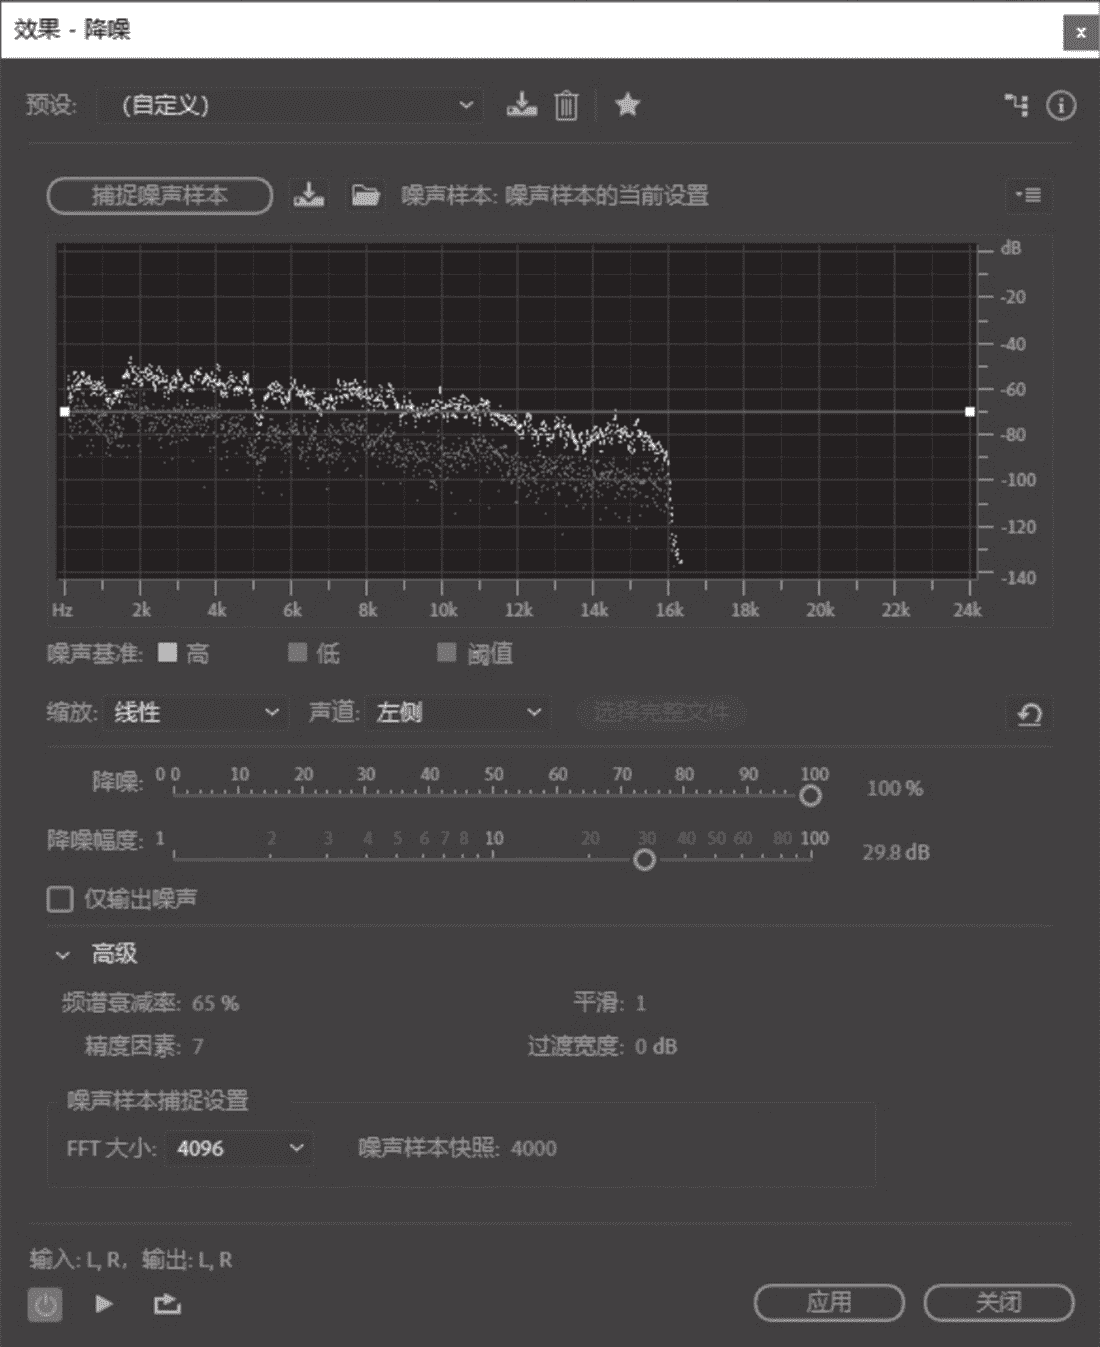 效果 - 降噪
x
预设: (自定义)
捕捉噪声样本 噪声样本: 噪声样本的当前设置
dB
-20
-40
-60
-80
-100
-120
-140
Hz 2k 4k 6k 8k 10k 12k 14k 16k 18k 20k 22k 24k
噪声基准: 高 低 阈值
缩放: 线性 声道: 左侧 选择完整文件
降噪: 0 0 10 20 30 40 50 60 70 80 90 100 100 %
降噪幅度: 1 2 3 4 5 6 7 8 10 20 30 40 50 60 80 100 29.8 dB
仅输出噪声
高级
频谱衰减率: 65 % 平滑: 1
精度因素: 7 过渡宽度: 0 dB
噪声样本捕捉设置
FFT 大小: 4096 噪声样本快照: 4000
输入: L, R，输出: L, R
应用 关闭